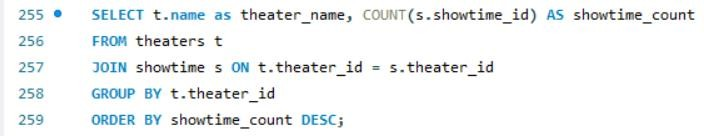 255 SELECT t.name as theater_name, COUNT(s.showtime_id) AS showtime_count
256 FROM theaters t
257 JOIN showtime s ON t.theater_id = s.theater_id
258 GROUP BY t.theater_id
259 ORDER BY showtime_count DESC;